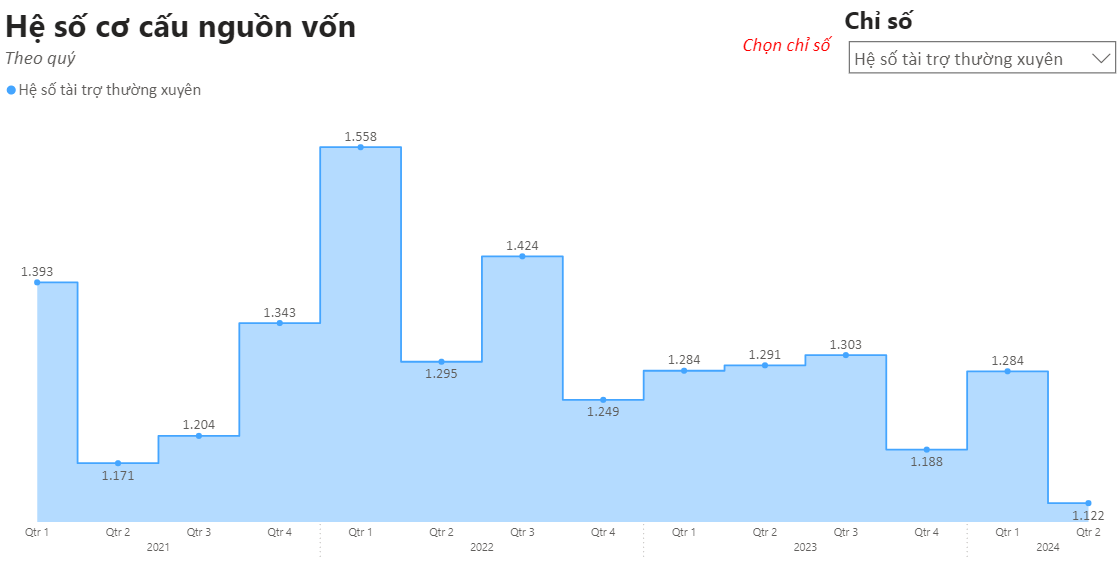 Hệ số cơ cấu nguồn vốn
Theo quý
Chỉ số
Chọn chỉ số
Hệ số tài trợ thường xuyên
Hệ số tài trợ thường xuyên
1.393
1.171
1.204
1.343
1.558
1.295
1.424
1.249
1.284
1.291
1.303
1.188
1.284
1.122
Qtr 1 Qtr 2 Qtr 3 Qtr 4 Qtr 1 Qtr 2 Qtr 3 Qtr 4 Qtr 1 Qtr 2 Qtr 3 Qtr 4 Qtr 1 Qtr 2
2021 2022 2023 2024